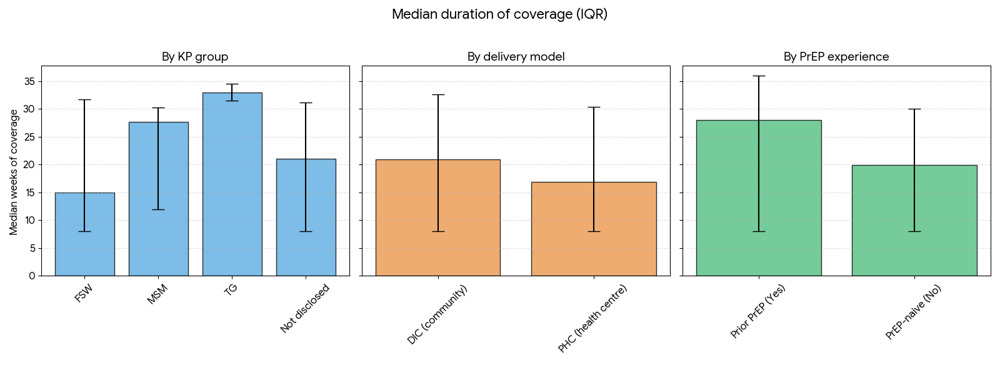 Median duration of coverage (IQR)
By KP group
By delivery model
By PrEP experience
Median weeks of coverage
35
30
25
20
15
10
5
0
FSW
MSM
TG
Not disclosed
DIC (community)
PHC (health centre)
Prior PrEP (Yes)
PrEP-naive (No)